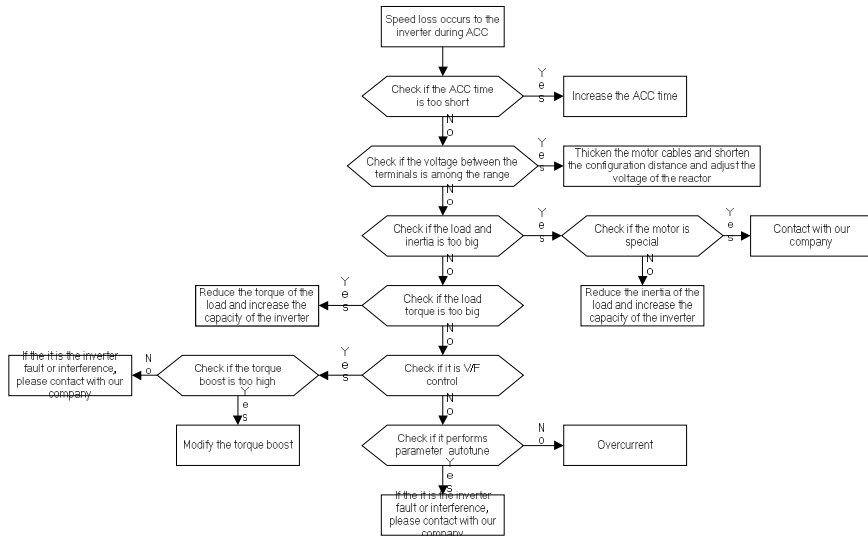 Speed loss occurs to the
inverter during ACC
Check if the ACC time
is too short
Yes
Increase the ACC time
No
Check if the voltage between the
terminals is among the range
Yes
Thicken the motor cables and shorten
the configuration distance and adjust the
voltage of the reactor
No
Check if the load and
inertia is too big
Yes
Check if the motor is
special
Yes
Contact with our
company
No
No
Reduce the torque of the
load and increase the
capacity of the inverter
Yes
Check if the load
torque is too big
Reduce the inertia of the
load and increase the
capacity of the inverter
No
If the it is the inverter
fault or interference,
please contact with our
company
No
Check if the torque
boost is too high
Yes
Check if it is V/F
control
Yes
No
Modify the torque boost
Check if it performs
parameter autotune
No
Overcurrent
Yes
If the it is the inverter
fault or interference,
please contact with our
company